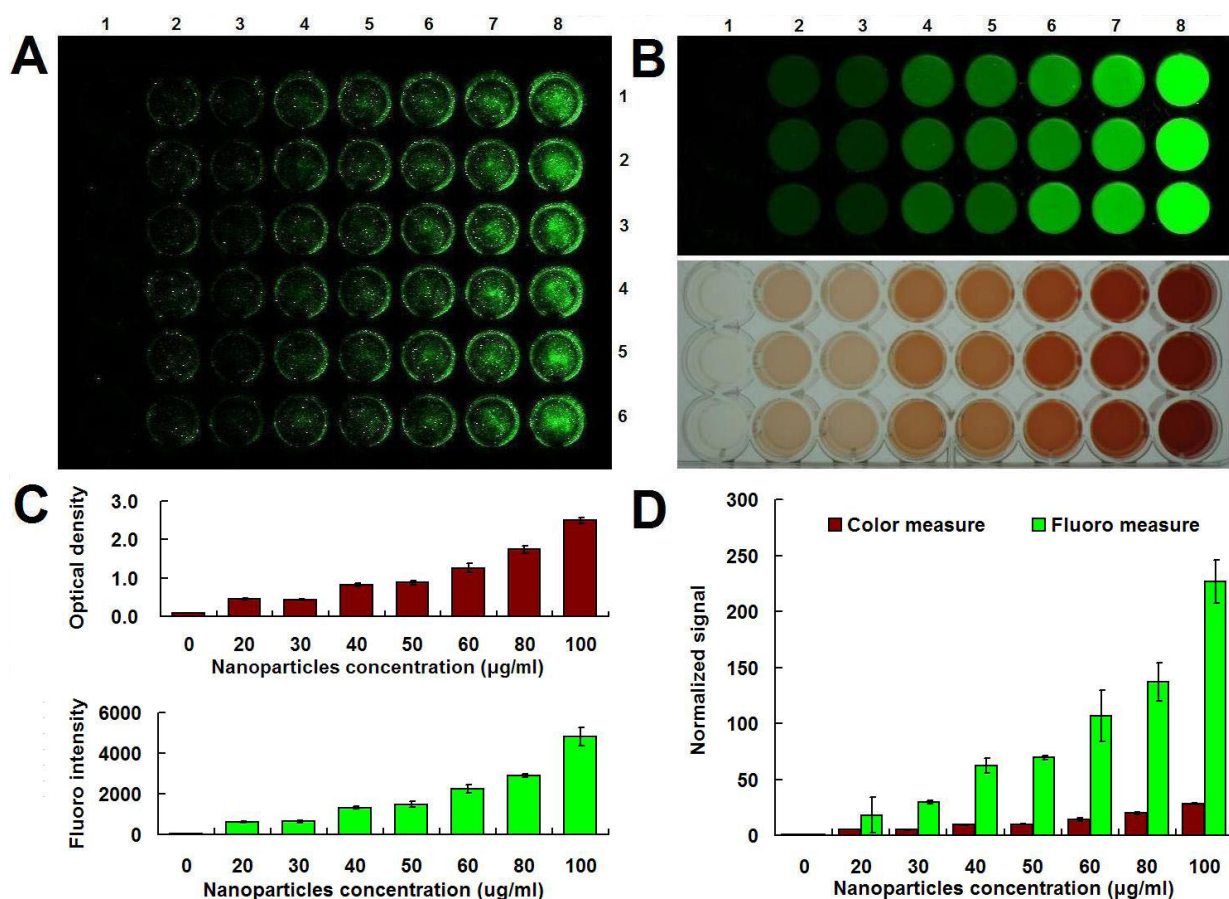 A
1 2 3 4 5 6 7 8
1
2
3
4
5
6
B
1 2 3 4 5 6 7 8
C
Optical density
3.0
2.0
1.0
0.0
0 20 30 40 50 60 80 100
Nanoparticles concentration (µg/ml)
Fluoro intensity
6000
4000
2000
0
0 20 30 40 50 60 80 100
Nanoparticles concentration (ug/ml)
D
Normalized signal
300
250
200
150
100
50
0
Color measure Fluoro measure
0 20 30 40 50 60 80 100
Nanoparticles concentration (µg/ml)